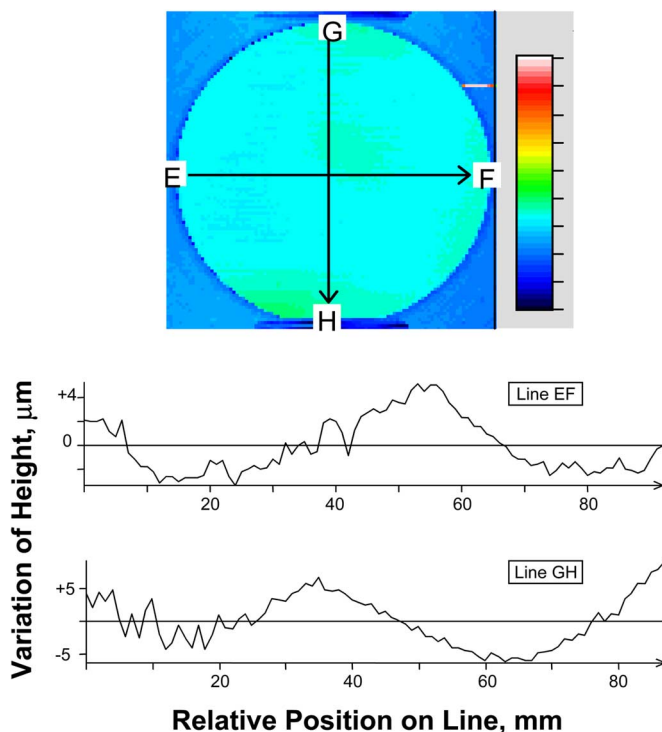 G
E
F
H
Variation of Height, μm
+4
0
Line EF
20
40
60
80
+5
-5
Line GH
20
40
60
80
Relative Position on Line, mm